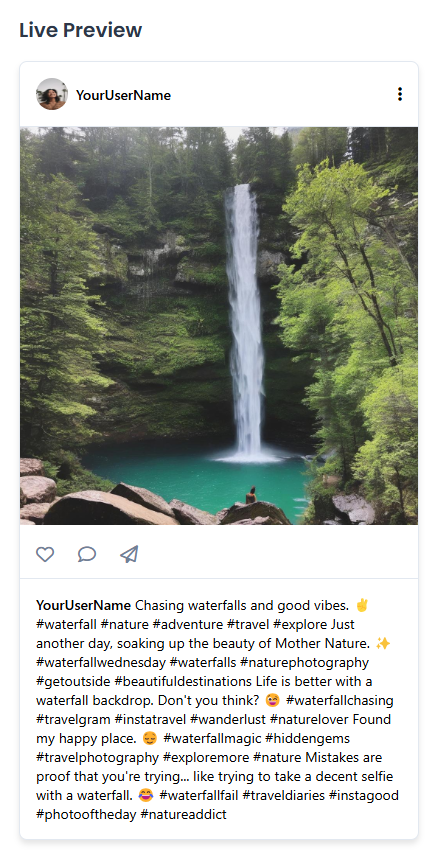 Live Preview
YourUserName
YourUserName Chasing waterfalls and good vibes. ✌️
#waterfall #nature #adventure #travel #explore Just
another day, soaking up the beauty of Mother Nature. ✨
#waterfallwednesday #waterfalls #naturephotography
#getoutside #beautifuldestinations Life is better with a
waterfall backdrop. Don't you think? 😉 #waterfallchasing
#travelgram #instatravel #wanderlust #naturelover Found
my happy place. 😍 #waterfallmagic #hiddengems
#travelphotography #exploremore #nature Mistakes are
proof that you're trying... like trying to take a decent selfie
with a waterfall. 😂 #waterfallfail #traveldiaries #instagood
#photooftheday #natureaddict